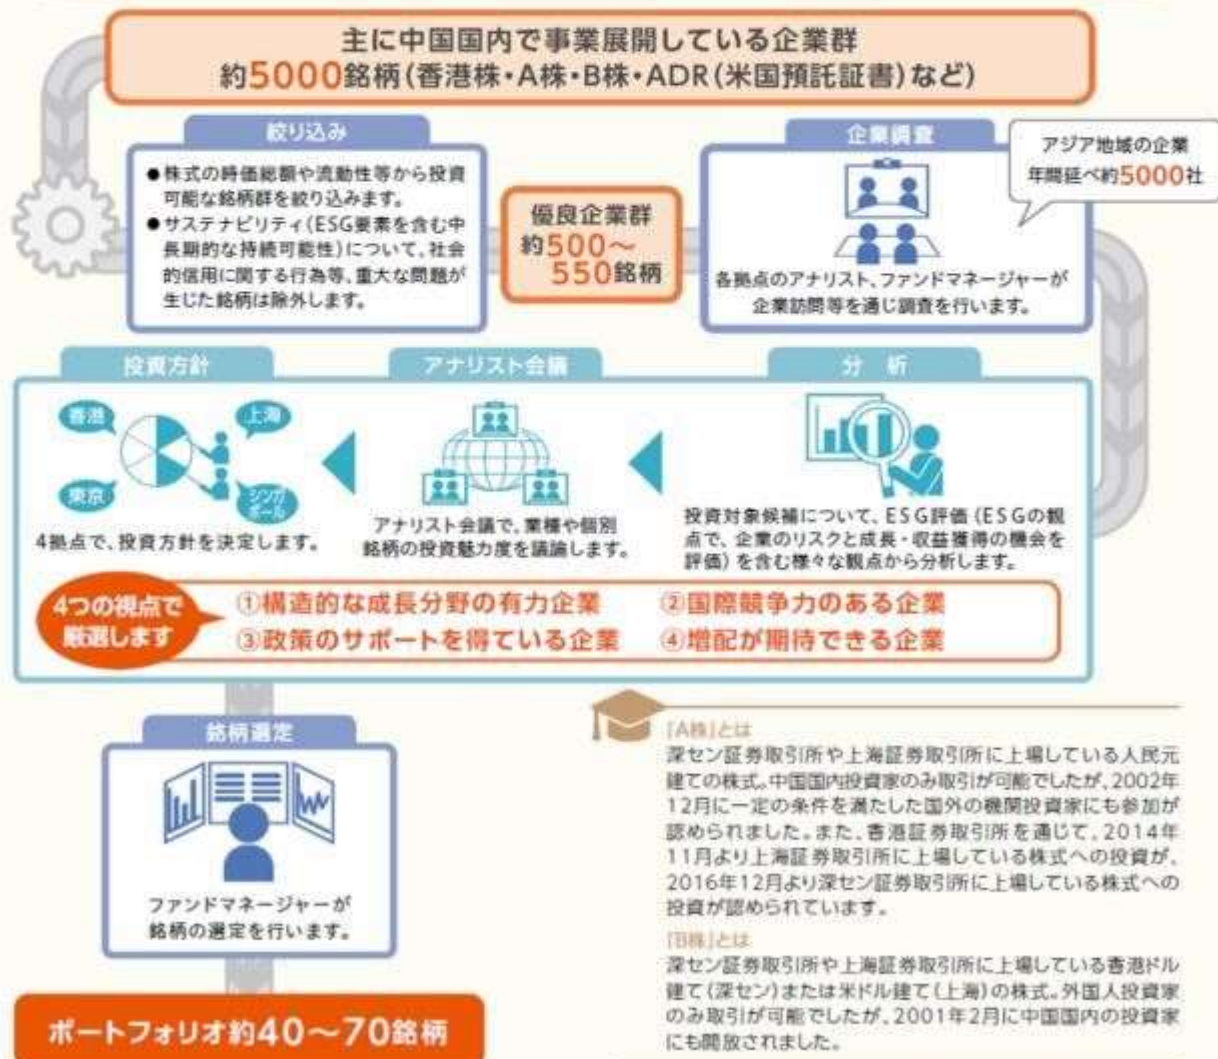 主に中国国内で事業展開している企業群
約5000銘柄(香港株・A株・B株・ADR(米国預託証書)など)
絞り込み
●株式の時価総額や流動性等から投資
可能な銘柄群を絞り込みます。
●サステナビリティ(ESG要素を含む中
長期的な持続可能性)について、社会
的信用に関する行為等、重大な問題が
生じた銘柄は除外します。
優良企業群
約500～
550銘柄
企業調査
アジア地域の企業
年間延べ約5000社
各拠点のアナリスト、ファンドマネージャーが
企業訪問等を通じ調査を行います。
投資方針
香港
上海
東京
シンガ
ポール
4拠点で、投資方針を決定します。
アナリスト会議
アナリスト会議で、業種や個別
銘柄の投資魅力度を議論します。
分析
投資対象候補について、ESG評価(ESGの観
点で、企業のリスクと成長・収益獲得の機会を
評価)を含む様々な観点から分析します。
4つの視点で
厳選します
①構造的な成長分野の有力企業
②国際競争力のある企業
③政策のサポートを得ている企業
④増配が期待できる企業
銘柄選定
ファンドマネージャーが
銘柄の選定を行います。
ポートフォリオ約40～70銘柄
「A株」とは
深セン証券取引所や上海証券取引所に上場している人民元
建ての株式。中国国内投資家のみ取引が可能でしたが、2002年
12月に一定の条件を満たした国外の機関投資家にも参加が
認められました。また、香港証券取引所を通じて、2014年
11月より上海証券取引所に上場している株式への投資が、
2016年12月より深セン証券取引所に上場している株式への
投資が認められています。
「B株」とは
深セン証券取引所や上海証券取引所に上場している香港ドル
建て(深セン)または米ドル建て(上海)の株式。外国人投資家
のみ取引が可能でしたが、2001年2月に中国国内の投資家
にも開放されました。